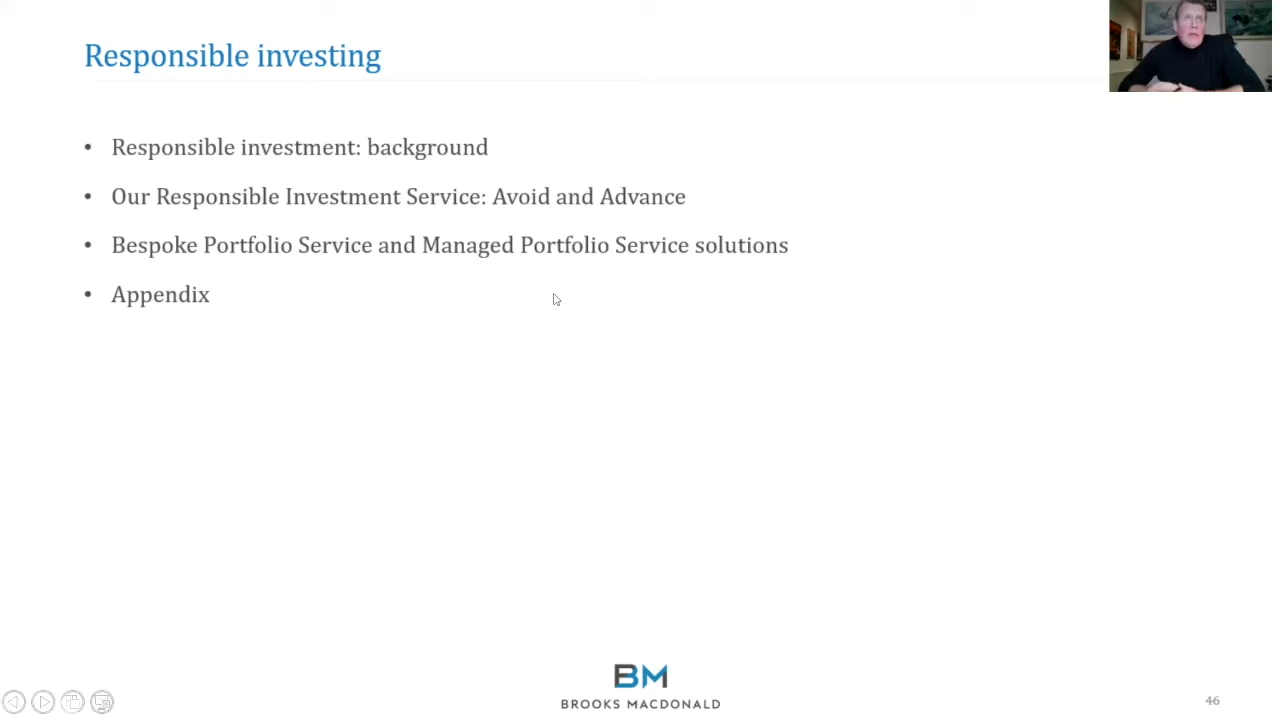 Responsible investing
• Responsible investment: background
• Our Responsible Investment Service: Avoid and Advance
• Bespoke Portfolio Service and Managed Portfolio Service solutions
• Appendix
BM
BROOKS MACDONALD
46